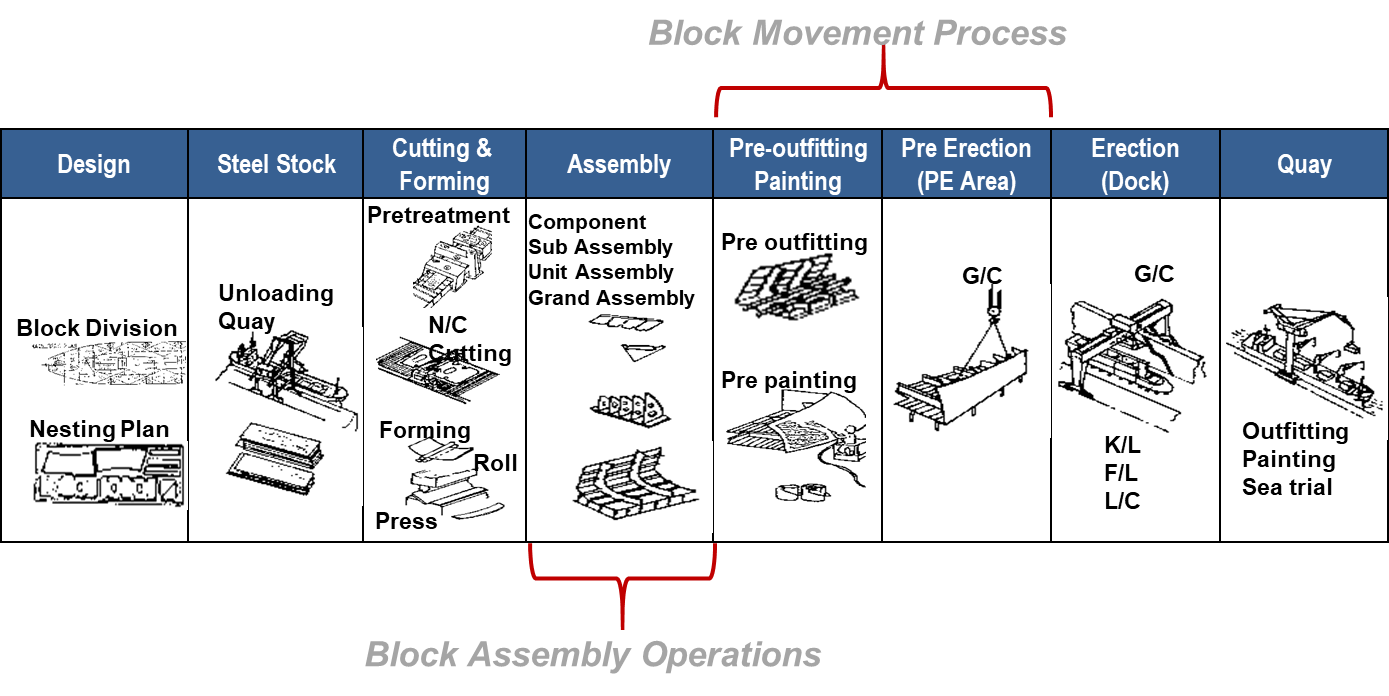 Block Movement Process
Design
Steel Stock
Cutting &
Forming
Assembly
Pre-outfitting
Painting
Pre Erection
(PE Area)
Erection
(Dock)
Quay
Block Division
Nesting Plan
Unloading
Quay
Pretreatment
N/C
Cutting
Forming
Roll
Press
Component
Sub Assembly
Unit Assembly
Grand Assembly
Pre outfitting
Pre painting
G/C
G/C
K/L
F/L
L/C
Outfitting
Painting
Sea trial
Block Assembly Operations